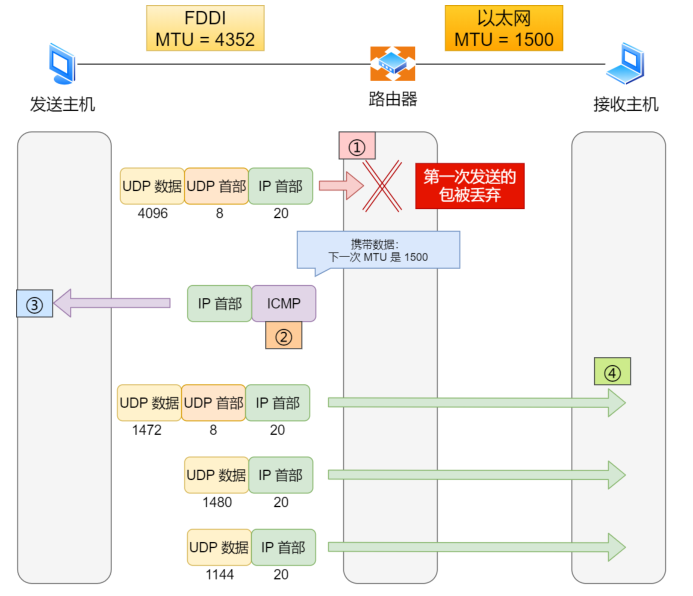 FDDI
MTU = 4352
以太网
MTU = 1500
发送主机
路由器
接收主机
①
UDP 数据 UDP 首部 IP 首部
4096 8 20
第一次发送的
包被丢弃
携带数据：
下一次 MTU 是 1500
③
IP 首部 ICMP
②
④
UDP 数据 UDP 首部 IP 首部
1472 8 20
UDP 数据 IP 首部
1480 20
UDP 数据 IP 首部
1144 20